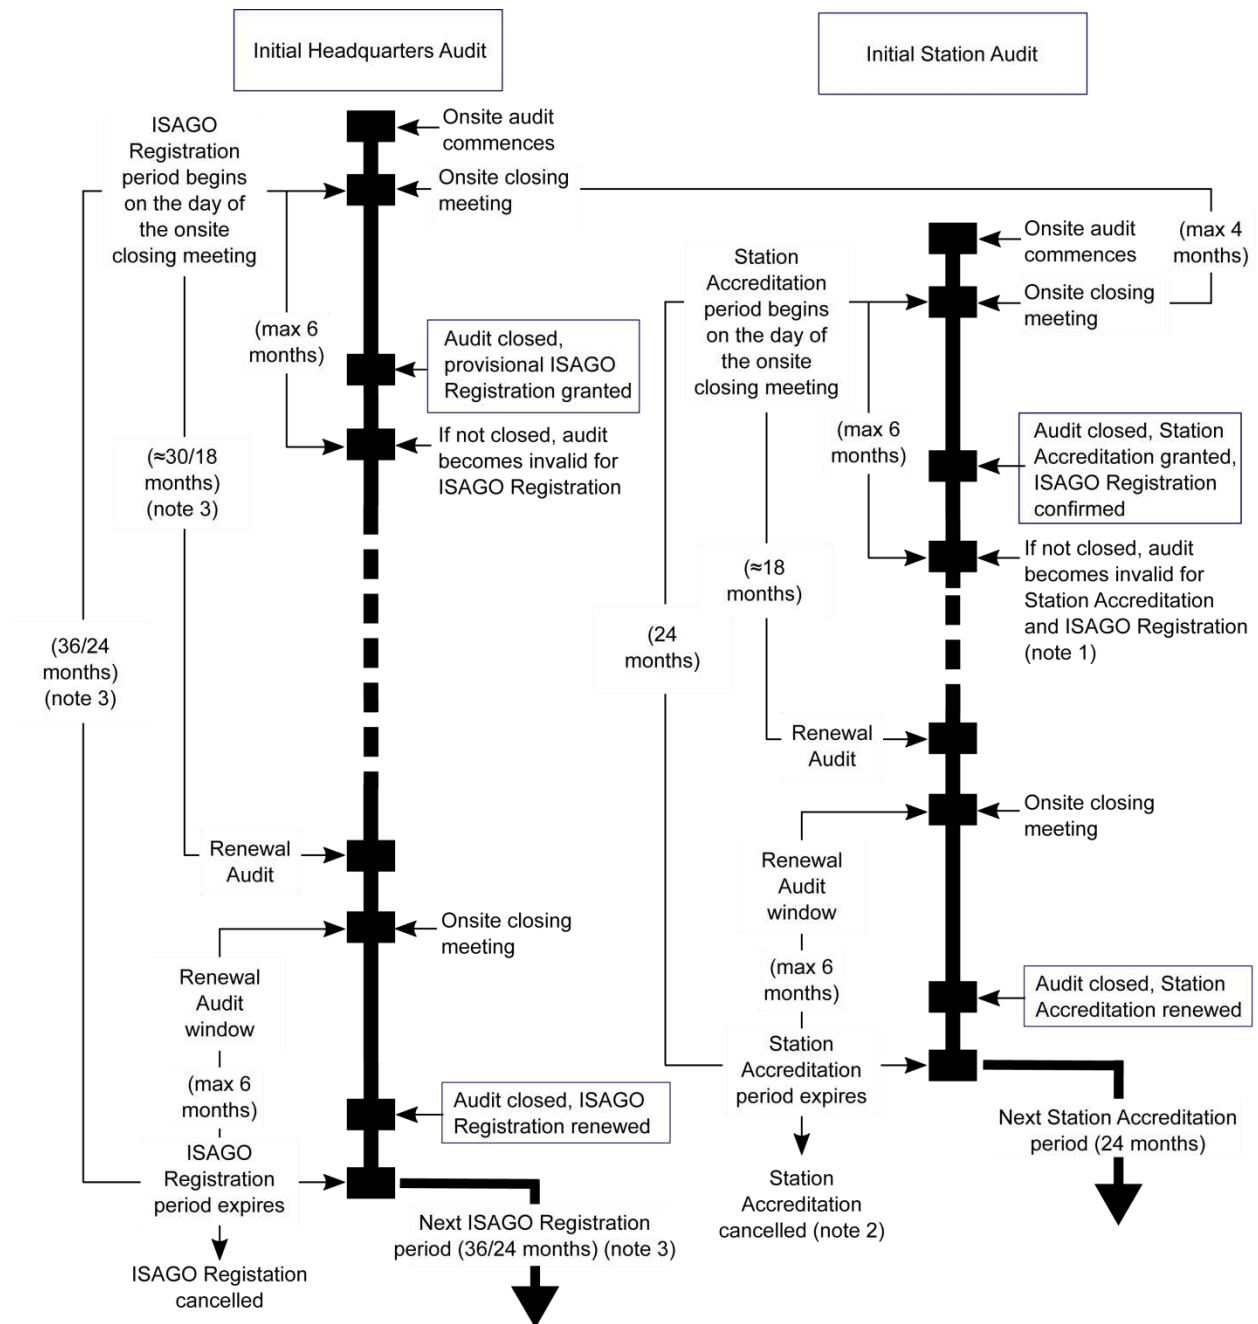 Initial Headquarters Audit
Initial Station Audit
ISAGO
Registration
period begins
on the day of
the onsite
closing meeting
Onsite audit
commences
Onsite closing
meeting
(max 6
months)
Audit closed,
provisional ISAGO
Registration granted
If not closed, audit
becomes invalid for
ISAGO Registration
(≈30/18
months)
(note 3)
(36/24
months)
(note 3)
Renewal
Audit
Onsite closing
meeting
Renewal
Audit
window
(max 6
months)
Audit closed, ISAGO
Registration renewed
ISAGO
Registration
period expires
ISAGO Registation
cancelled
Next ISAGO Registration
period (36/24 months) (note 3)
(max 4
months)
Onsite audit
commences
Onsite closing
meeting
Station
Accreditation
period begins
on the day of
the onsite
closing meeting
(max 6
months)
Audit closed, Station
Accreditation granted,
ISAGO Registration
confirmed
If not closed, audit
becomes invalid for
Station Accreditation
and ISAGO Registration
(note 1)
(≈18
months)
(24
months)
Renewal
Audit
Onsite closing
meeting
Renewal
Audit
window
(max 6
months)
Audit closed, Station
Accreditation renewed
Station
Accreditation
period expires
Station
Accreditation
cancelled (note 2)
Next Station Accreditation
period (24 months)